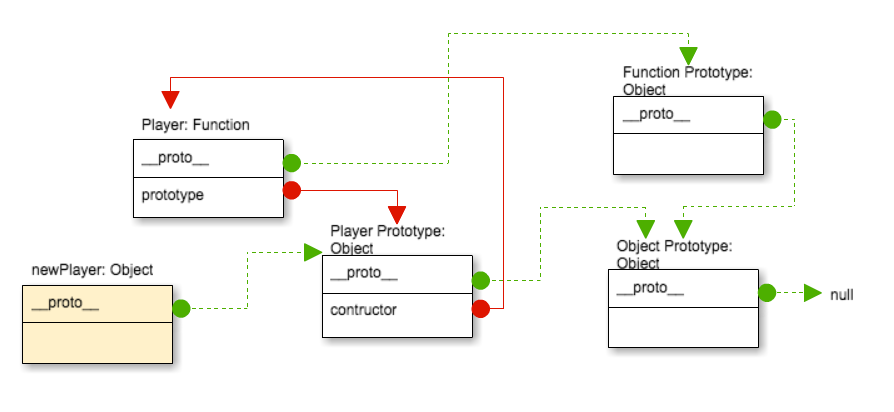 Function Prototype:
Object
__proto__
Player: Function
__proto__
prototype
Player Prototype:
Object
__proto__
contructor
Object Prototype:
Object
__proto__
null
newPlayer: Object
__proto__